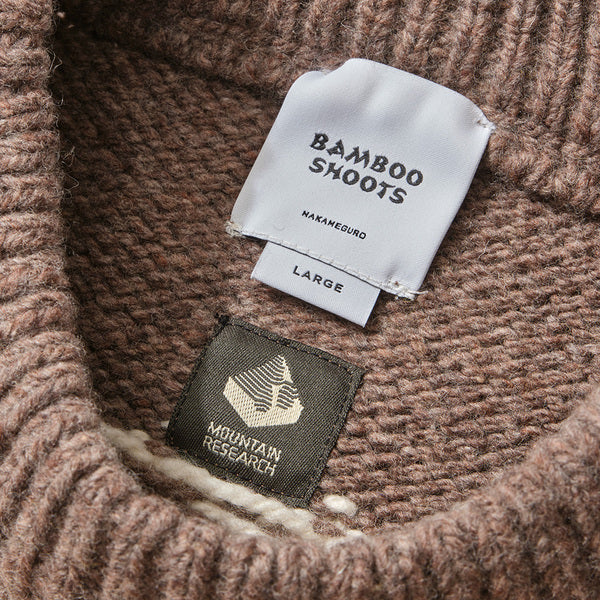 BAMBOO
SHOOTS
NAKAMEGURO
LARGE
MOUNTAIN
RESEARCH